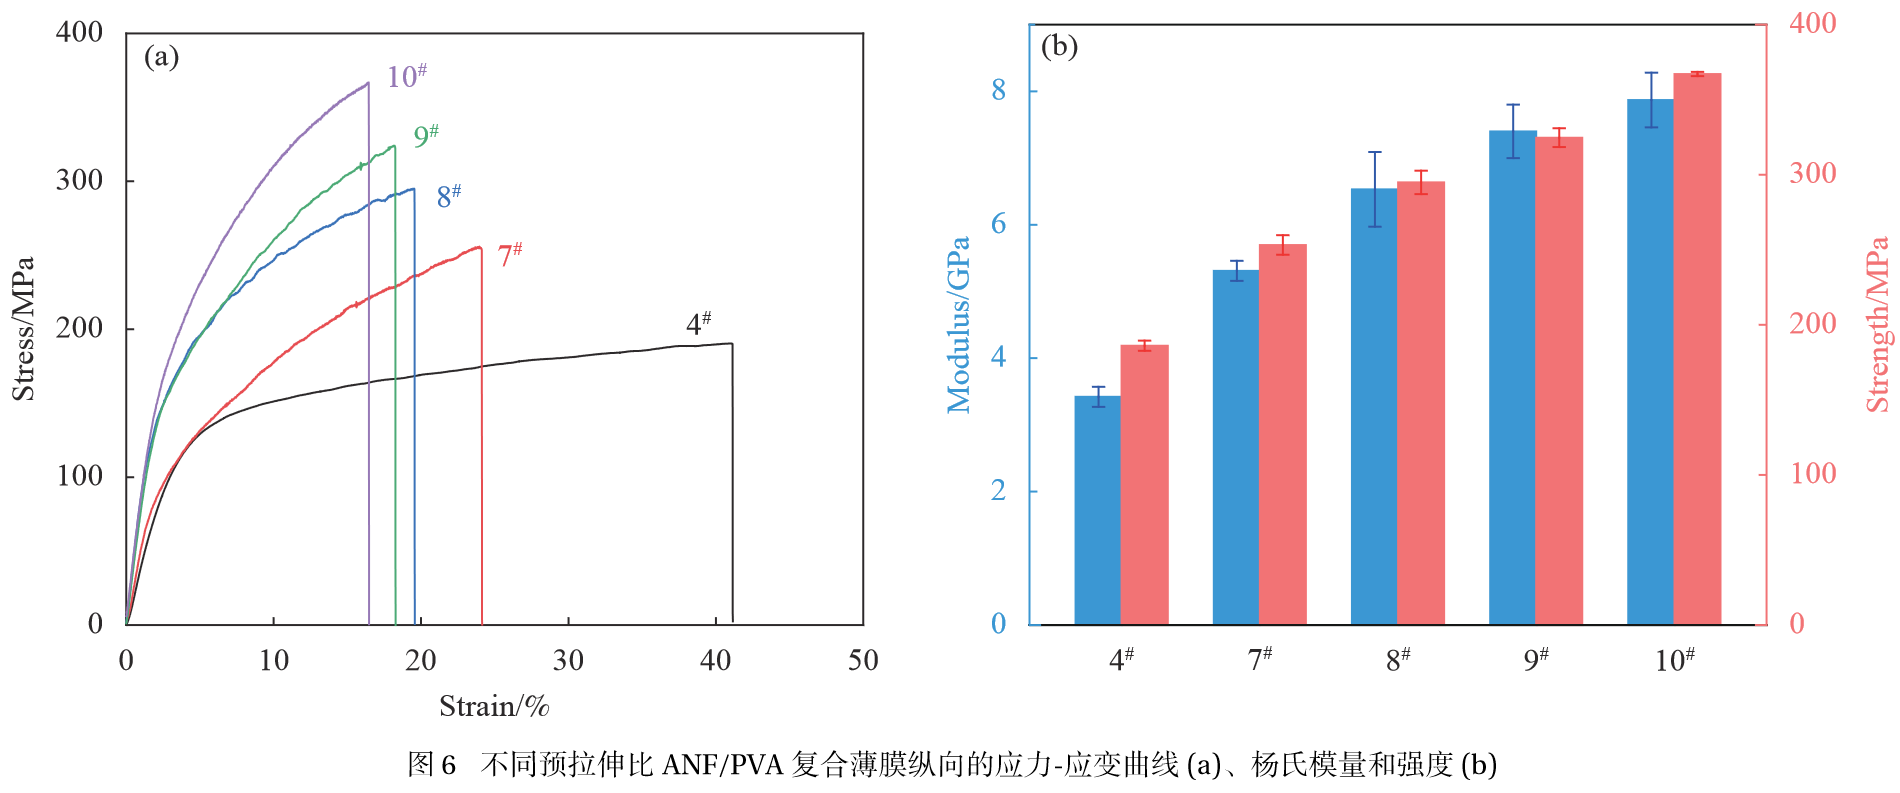 (a)
400
300
200
100
0
10#
9#
8#
7#
4#
Stress/MPa
0 10 20 30 40 50
Strain/%
(b)
8
6
4
2
0
Modulus/GPa
400
300
200
100
0
Strength/MPa
4# 7# 8# 9# 10#
图 6 不同预拉伸比 ANF/PVA 复合薄膜纵向的应力-应变曲线 (a)、杨氏模量和强度 (b)